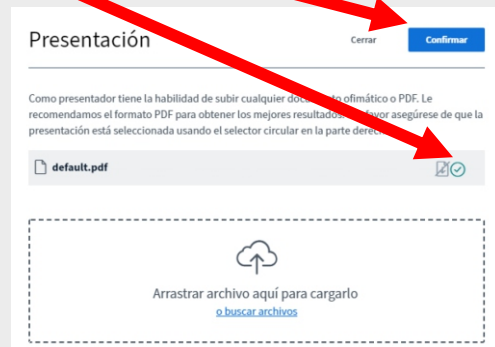 Presentación
Cerrar
Confirmar
Como presentador tiene la habilidad de subir cualquier documento ofimático o PDF. Le
recomendamos el formato PDF para obtener los mejores resultados. favor asegúrese de que la
presentación está seleccionada usando el selector circular en la parte
default.pdf
Arrastrar archivo aquí para cargarlo
o buscar archivos